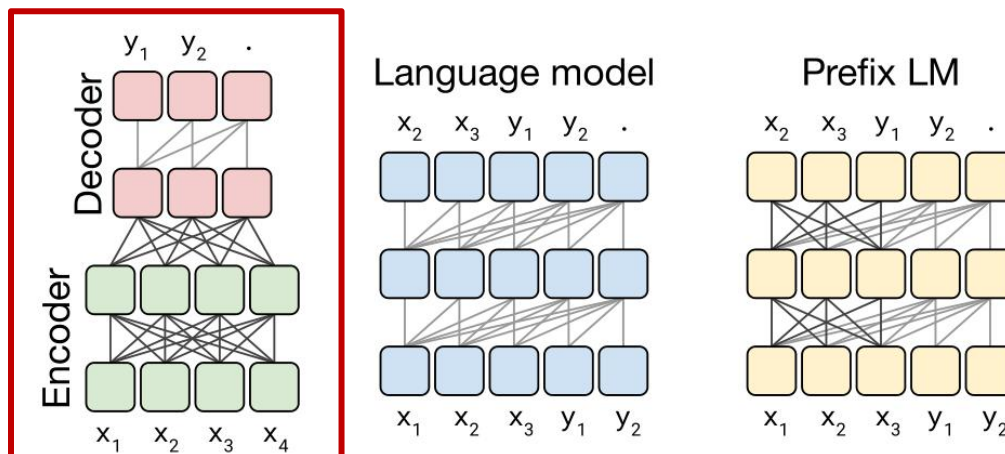 y₁ y₂ .
Decoder
Encoder
x₁ x₂ x₃ x₄
Language model
x₂ x₃ y₁ y₂ .
x₁ x₂ x₃ y₁ y₂
Prefix LM
x₂ x₃ y₁ y₂ .
x₁ x₂ x₃ y₁ y₂